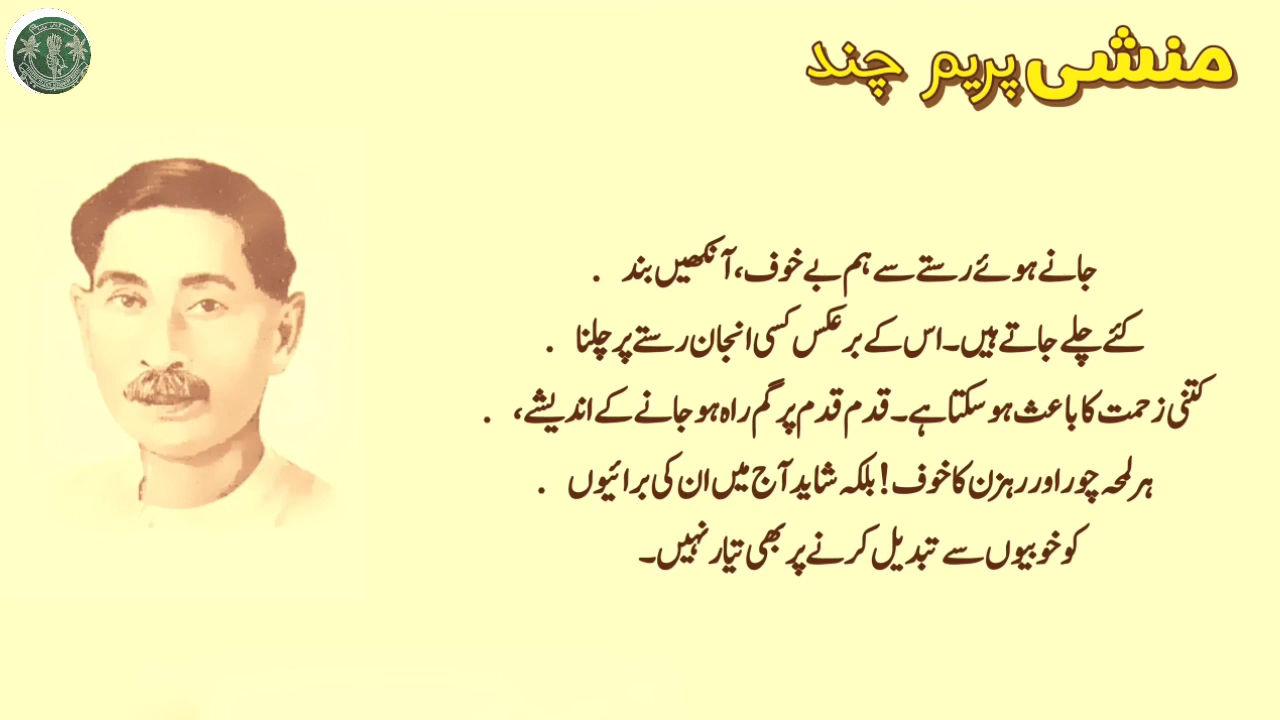 منشی پریم چند
جانے ہوئے رستے سے ہم بے خوف، آنکھیں بند .
کئے چلے جاتے ہیں۔ اس کے برعکس کسی انجان رستے پر چلنا .
کتنی زحمت کا باعث ہو سکتا ہے۔ قدم قدم پر گم راہ ہو جانے کے اندیشے، .
ہر لمحہ چور اور رہزن کا خوف! بلکہ شاید آج میں ان کی برائیوں .
کو خوبیوں سے تبدیل کرنے پر بھی تیار نہیں۔